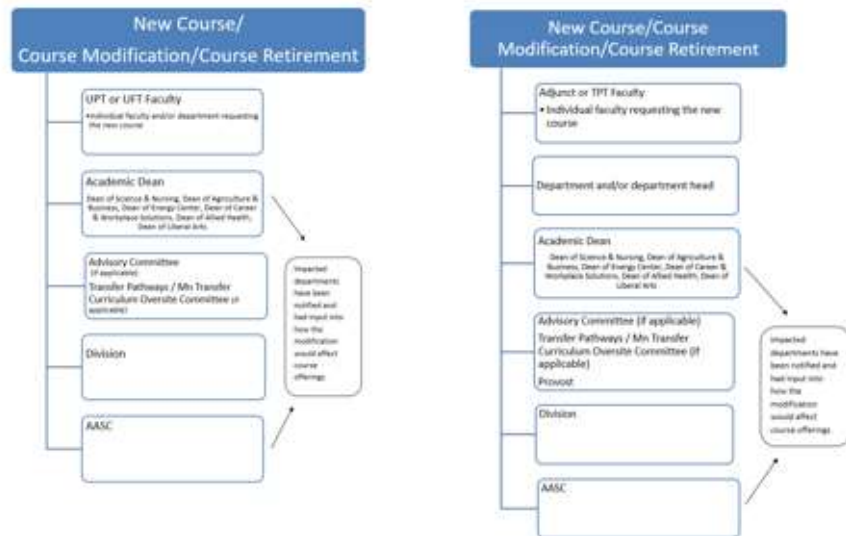 New Course/
Course Modification/Course Retirement
UPT or UFT Faculty
•Individual faculty and/or department requesting
the new course
Academic Dean
Dean of Science & Nursing, Dean of Agriculture &
Business, Dean of Energy Center, Dean of Career
& Workplace Solutions, Dean of Allied Health,
Dean of Liberal Arts
Advisory Committee
(if applicable)
Transfer Pathways / Mn Transfer
Curriculum Oversite Committee (if
applicable)
Division
AASC
Impacted
departments
have been
notified and
had input into
how the
modification
would affect
course
offerings
New Course/Course
Modification/Course Retirement
Adjunct or TPT Faculty
• Individual faculty requesting the new
course
Department and/or department head
Academic Dean
Dean of Science & Nursing, Dean of Agriculture &
Business, Dean of Energy Center, Dean of Career &
Workplace Solutions, Dean of Allied Health, Dean of
Liberal Arts
Advisory Committee (if applicable)
Transfer Pathways / Mn Transfer
Curriculum Oversite Committee (if
applicable)
Provost
Division
AASC
Impacted
departments have
been notified and
had input into
how the
modification
would affect
course offerings